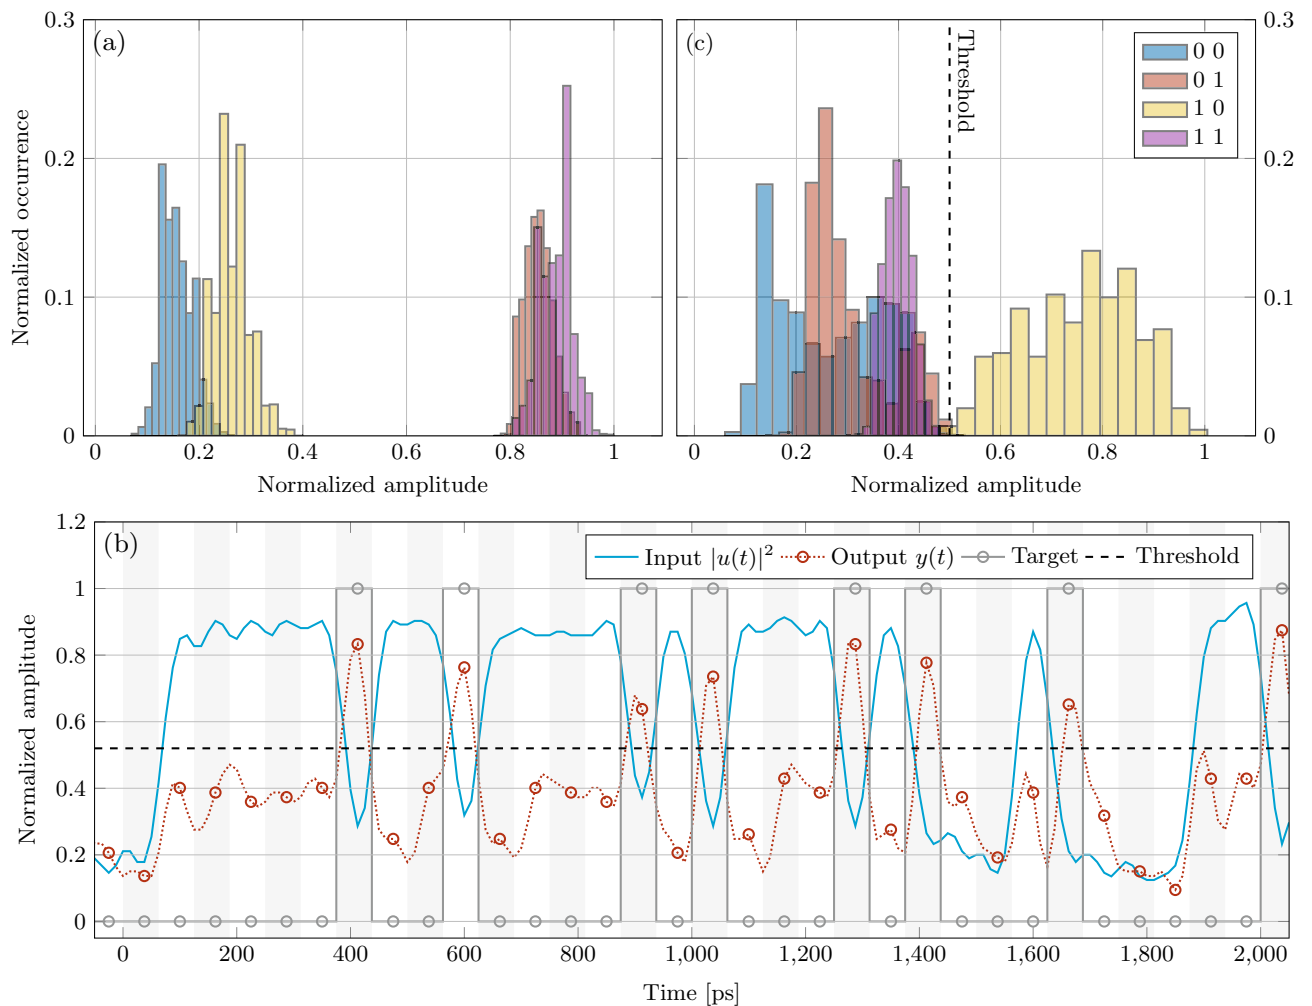 (a)
0.3
0.2
0.1
0
Normalized occurrence
0 0.2 0.4 0.6 0.8 1
Normalized amplitude
(c)
Threshold
0 0
0 1
1 0
1 1
0.3
0.2
0.1
0
0.2 0.4 0.6 0.8 1
Normalized amplitude
(b)
Input |u(t)|² Output y(t) Target Threshold
1.2
1
0.8
0.6
0.4
0.2
0
Normalized amplitude
0 200 400 600 800 1,000 1,200 1,400 1,600 1,800 2,000
Time [ps]